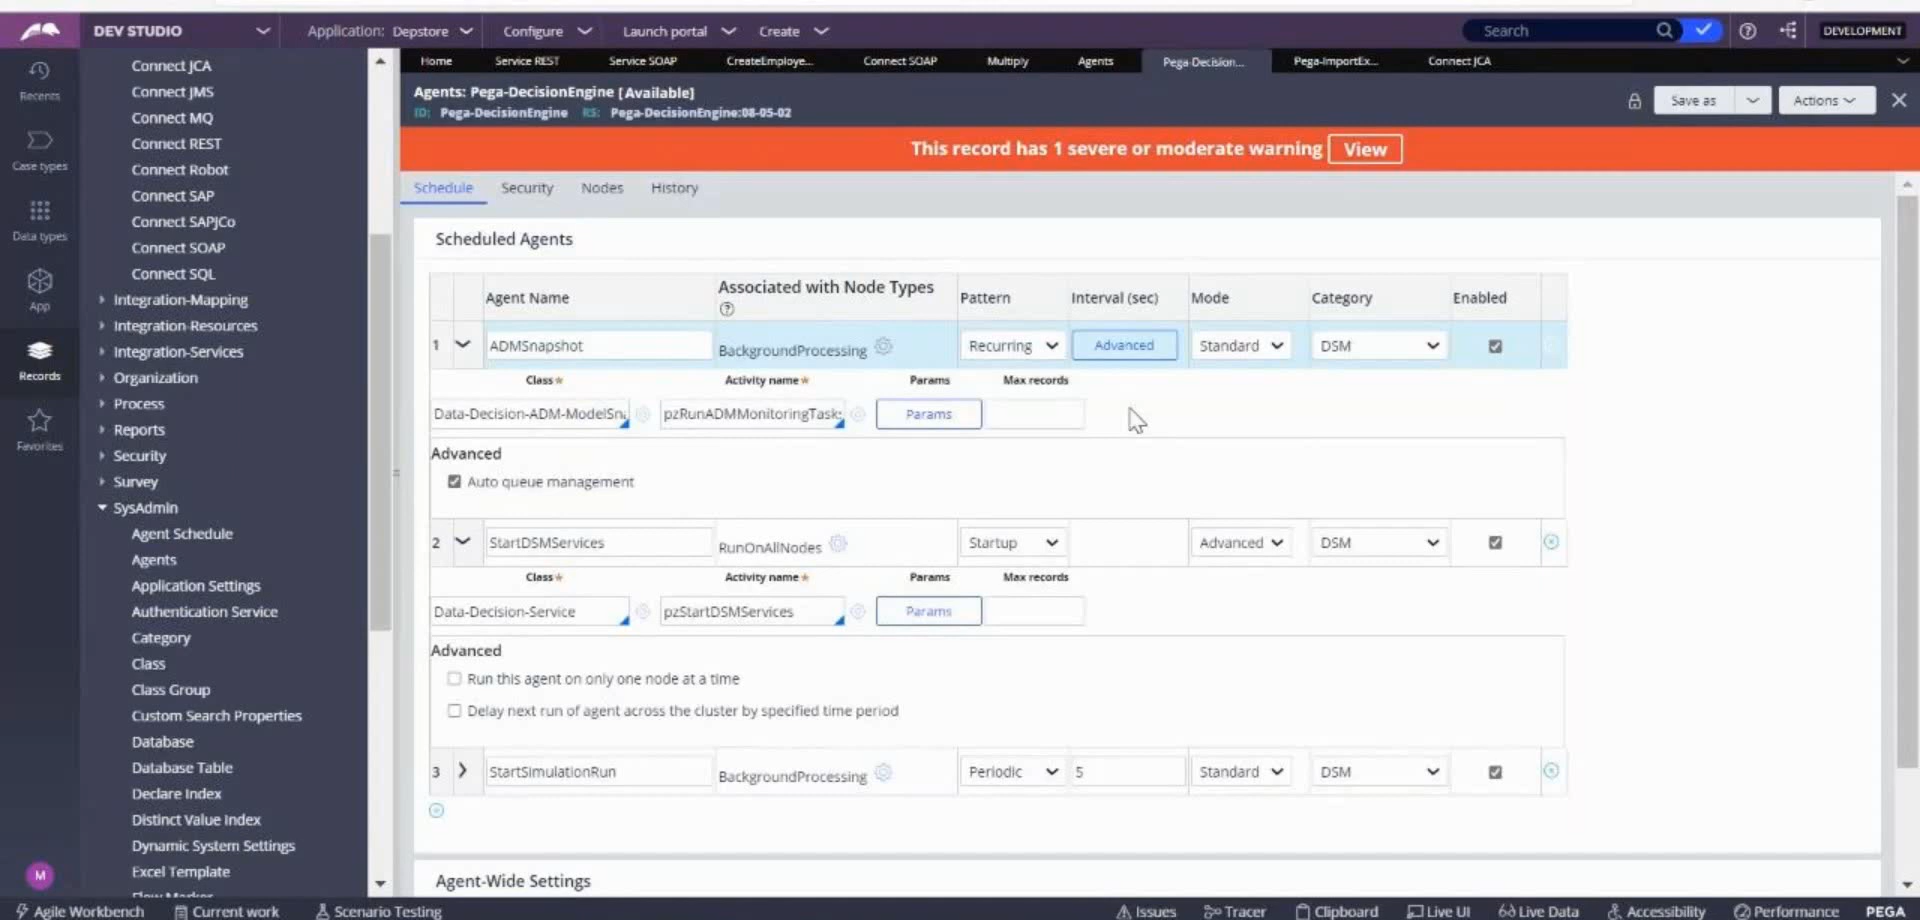 DEV STUDIO
Application: Depstore
Configure
Launch portal
Create
Search
DEVELOPMENT
Recents
Case types
Data types
App
Records
Favorites
M
Connect JCA
Connect JMS
Connect MQ
Connect REST
Connect Robot
Connect SAP
Connect SAPJCo
Connect SOAP
Connect SQL
Integration-Mapping
Integration-Resources
Integration-Services
Organization
Process
Reports
Security
Survey
SysAdmin
Agent Schedule
Agents
Application Settings
Authentication Service
Category
Class
Class Group
Custom Search Properties
Database
Database Table
Declare Index
Distinct Value Index
Dynamic System Settings
Excel Template
Home Service REST Service SOAP CreateEmploye... Connect SOAP Multiply Agents Pega-Decision... Pega-ImportEx... Connect JCA
Agents: Pega-DecisionEngine [Available]
ID: Pega-DecisionEngine RS: Pega-DecisionEngine:08-05-02
Save as
Actions
This record has 1 severe or moderate warning View
Schedule Security Nodes History
Scheduled Agents
Agent Name Associated with Node Types Pattern Interval (sec) Mode Category Enabled
1 ADMSnapshot BackgroundProcessing Recurring Advanced Standard DSM
Class* Activity name* Params Max records
Data-Decision-ADM-ModelSna pzRunADMMonitoringTask Params
Advanced
Auto queue management
2 StartDSMServices RunOnAllNodes Startup Advanced DSM
Class* Activity name* Params Max records
Data-Decision-Service pzStartDSMServices Params
Advanced
Run this agent on only one node at a time
Delay next run of agent across the cluster by specified time period
3 StartSimulationRun BackgroundProcessing Periodic 5 Standard DSM
Agent-Wide Settings
Agile Workbench Current work Scenario Testing Issues Tracer Clipboard Live UI Live Data Accessibility Performance PEGA